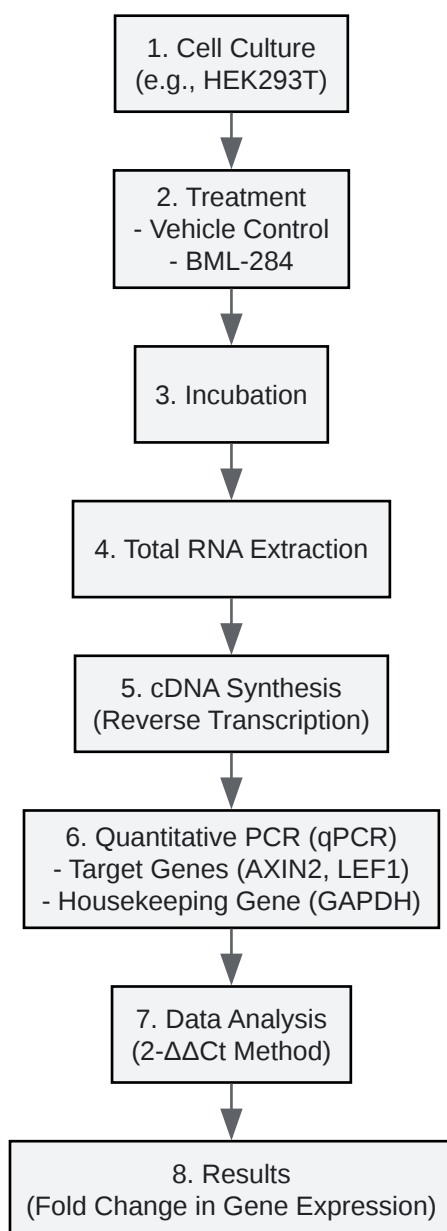 1. Cell Culture
(e.g., HEK293T)
2. Treatment
- Vehicle Control
- BML-284
3. Incubation
4. Total RNA Extraction
5. cDNA Synthesis
(Reverse Transcription)
6. Quantitative PCR (qPCR)
- Target Genes (AXIN2, LEF1)
- Housekeeping Gene (GAPDH)
7. Data Analysis
(2-ΔΔCt Method)
8. Results
(Fold Change in Gene Expression)